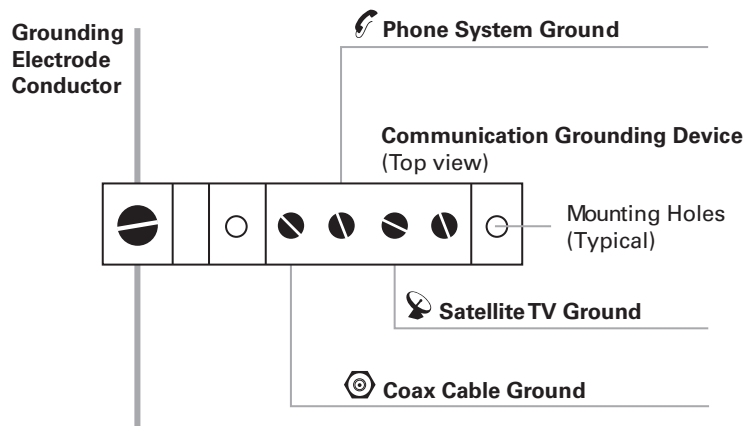 Grounding
Electrode
Conductor
Phone System Ground
Communication Grounding Device
(Top view)
Mounting Holes
(Typical)
Satellite TV Ground
Coax Cable Ground